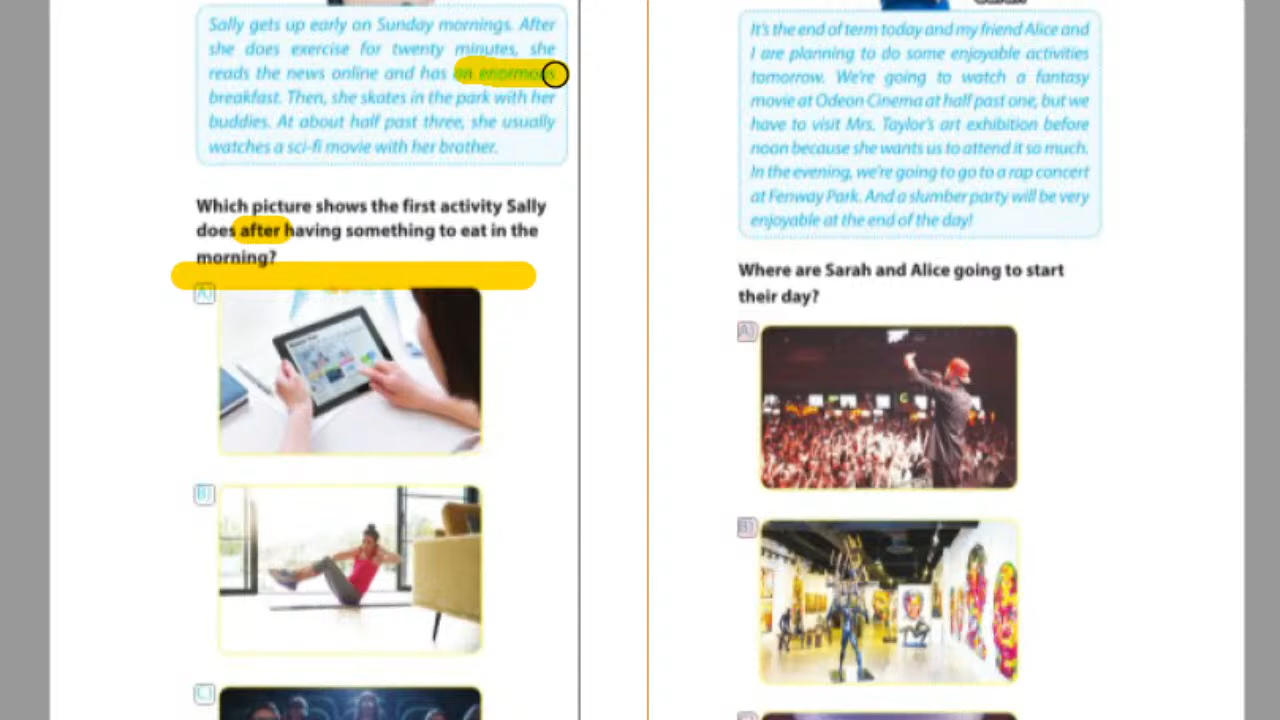 Sally gets up early on Sunday mornings. After
she does exercise for twenty minutes, she
reads the news online and has an enormous
breakfast. Then, she skates in the park with her
buddies. At about half past three, she usually
watches a sci-fi movie with her brother.
Which picture shows the first activity Sally
does after having something to eat in the
morning?
A)
B)
C)
Sarah
It's the end of term today and my friend Alice and
I are planning to do some enjoyable activities
tomorrow. We're going to watch a fantasy
movie at Odeon Cinema at half past one, but we
have to visit Mrs. Taylor's art exhibition before
noon because she wants us to attend it so much.
In the evening, we're going to go to a rap concert
at Fenway Park. And a slumber party will be very
enjoyable at the end of the day!
Where are Sarah and Alice going to start
their day?
A)
B)